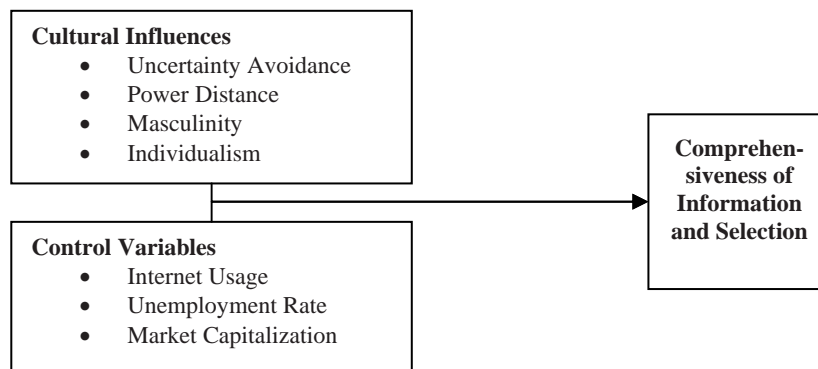 Cultural Influences
• Uncertainty Avoidance
• Power Distance
• Masculinity
• Individualism
Control Variables
• Internet Usage
• Unemployment Rate
• Market Capitalization
Comprehen-
siveness of
Information
and Selection